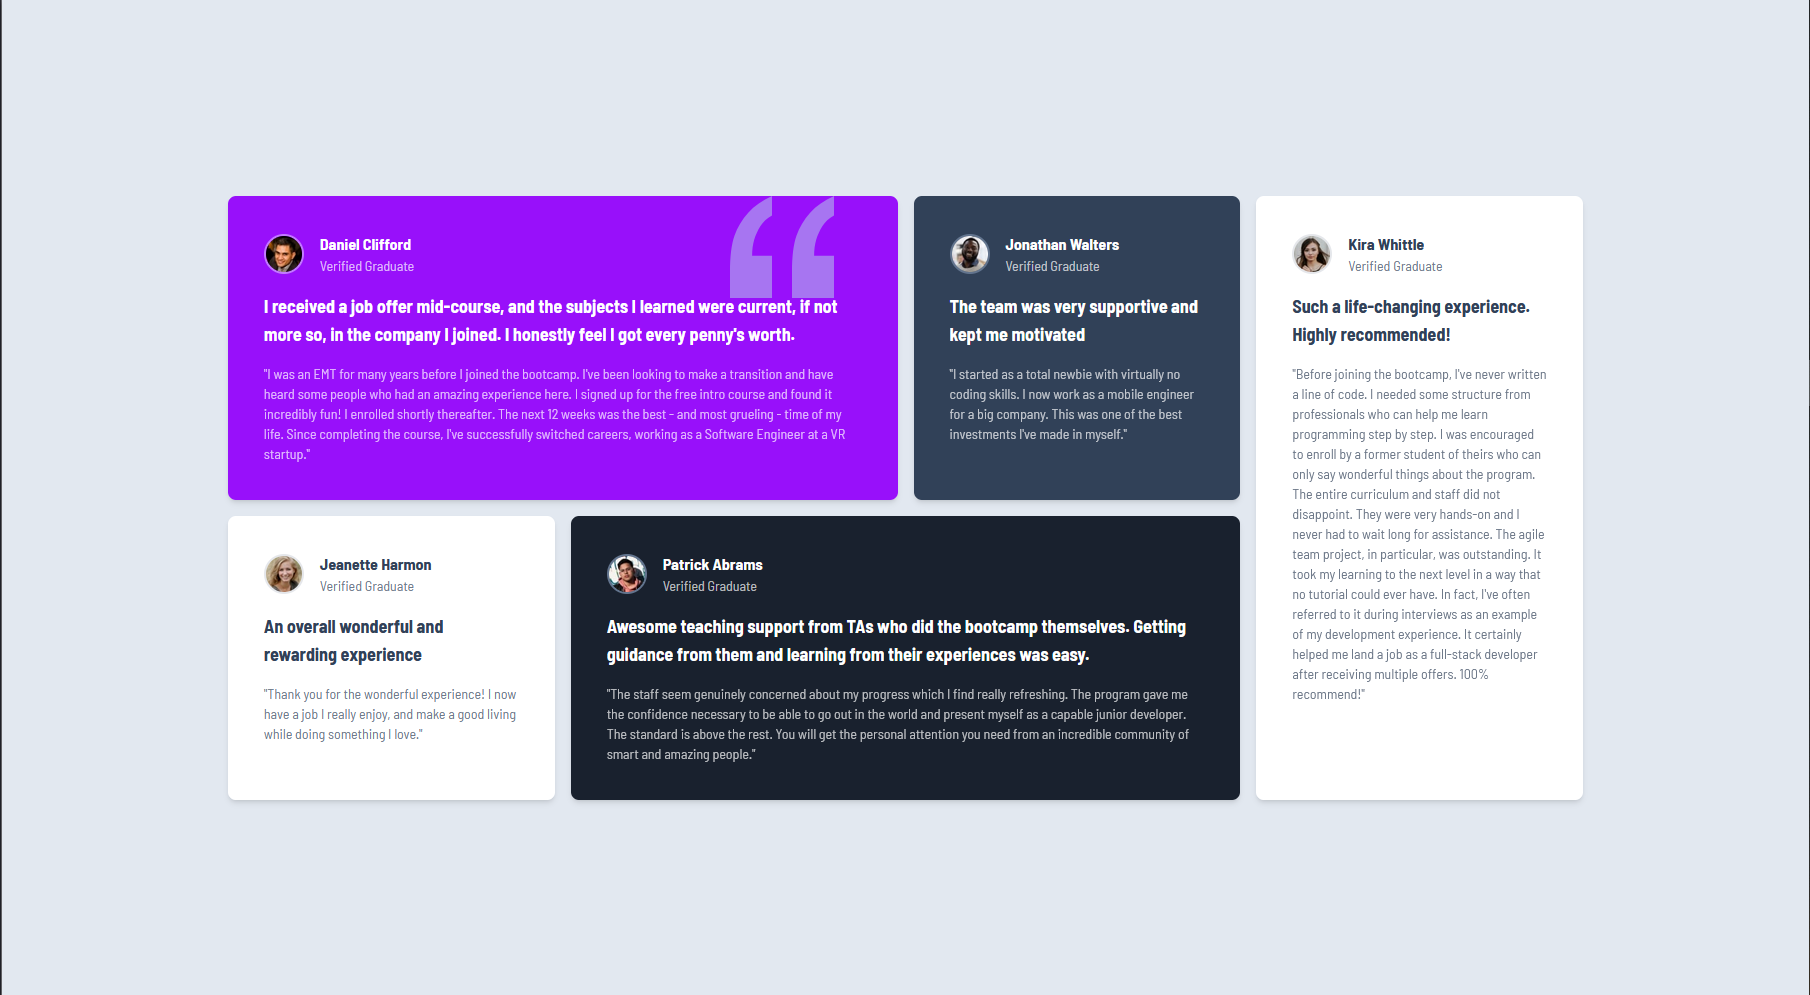 “
Daniel Clifford
Verified Graduate
I received a job offer mid-course, and the subjects I learned were current, if not
more so, in the company I joined. I honestly feel I got every penny's worth.
"I was an EMT for many years before I joined the bootcamp. I've been looking to make a transition and have
heard some people who had an amazing experience here. I signed up for the free intro course and found it
incredibly fun! I enrolled shortly thereafter. The next 12 weeks was the best - and most grueling - time of my
life. Since completing the course, I've successfully switched careers, working as a Software Engineer at a VR
startup."
Jonathan Walters
Verified Graduate
The team was very supportive and
kept me motivated
"I started as a total newbie with virtually no
coding skills. I now work as a mobile engineer
for a big company. This was one of the best
investments I've made in myself."
Kira Whittle
Verified Graduate
Such a life-changing experience.
Highly recommended!
"Before joining the bootcamp, I've never written
a line of code. I needed some structure from
professionals who can help me learn
programming step by step. I was encouraged
to enroll by a former student of theirs who can
only say wonderful things about the program.
The entire curriculum and staff did not
disappoint. They were very hands-on and I
never had to wait long for assistance. The agile
team project, in particular, was outstanding. It
took my learning to the next level in a way that
no tutorial could ever have. In fact, I've often
referred to it during interviews as an example
of my development experience. It certainly
helped me land a job as a full-stack developer
after receiving multiple offers. 100%
recommend!"
Jeanette Harmon
Verified Graduate
An overall wonderful and
rewarding experience
"Thank you for the wonderful experience! I now
have a job I really enjoy, and make a good living
while doing something I love."
Patrick Abrams
Verified Graduate
Awesome teaching support from TAs who did the bootcamp themselves. Getting
guidance from them and learning from their experiences was easy.
"The staff seem genuinely concerned about my progress which I find really refreshing. The program gave me
the confidence necessary to be able to go out in the world and present myself as a capable junior developer.
The standard is above the rest. You will get the personal attention you need from an incredible community of
smart and amazing people."